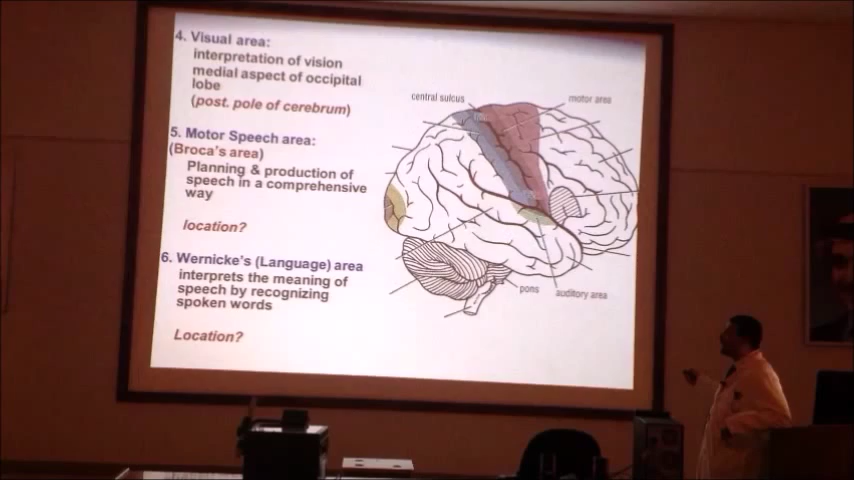 4. Visual area:
interpretation of vision
medial aspect of occipital
lobe
(post. pole of cerebrum)
5. Motor Speech area:
(Broca's area)
Planning & production of
speech in a comprehensive
way
location?
6. Wernicke's (Language) area
interprets the meaning of
speech by recognizing
spoken words
Location?
central sulcus
motor area
pons
auditory area